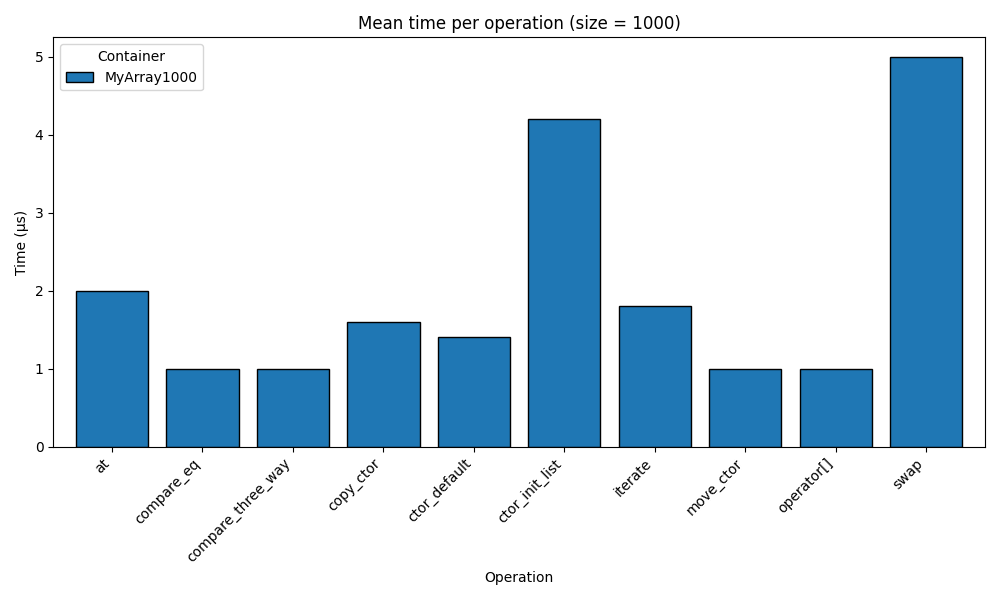 Mean time per operation (size = 1000)
Container
MyArray1000
Time (µs)
5
4
3
2
1
0
at
compare_eq
compare_three_way
copy_ctor
ctor_default
ctor_init_list
iterate
move_ctor
operator[]
swap
Operation